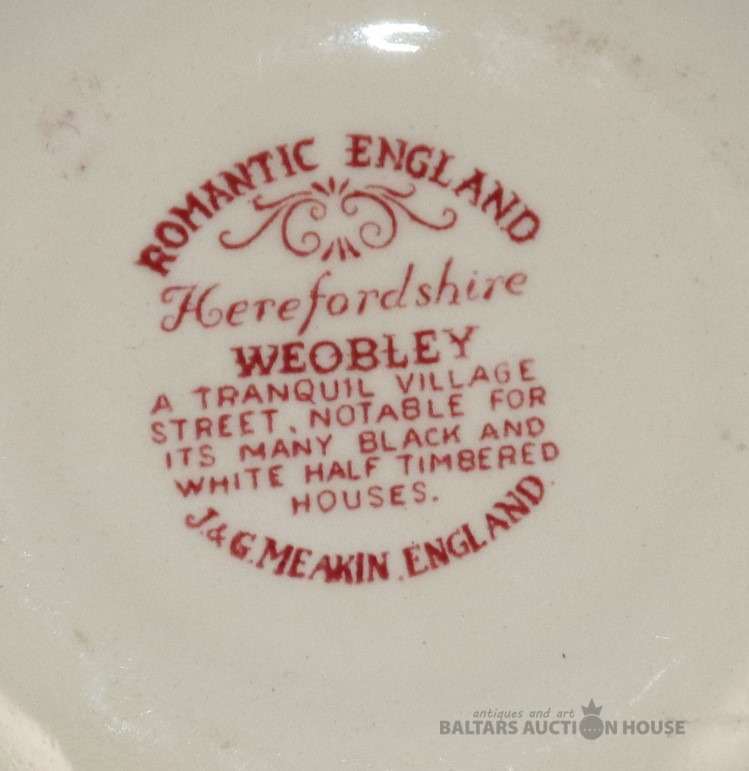 ROMANTIC ENGLAND
Herefordshire
WEOBLEY
A TRANQUIL VILLAGE
STREET. NOTABLE FOR
ITS MANY BLACK AND
WHITE HALF TIMBERED
HOUSES.
J.&G.MEAKIN.ENGLAND.
antiques and art
BALTARS AUCTION HOUSE